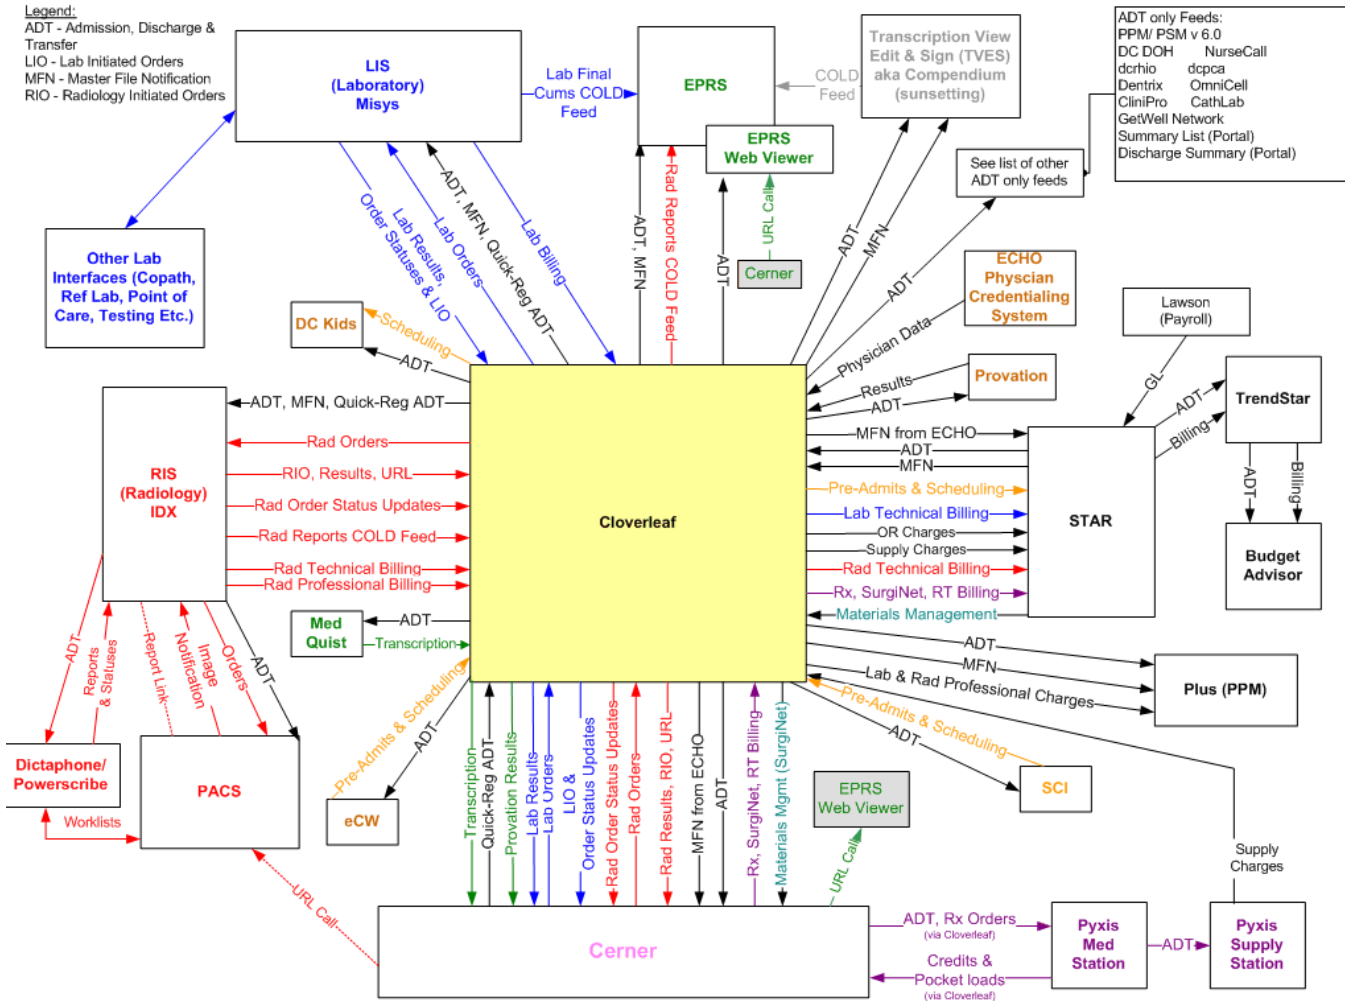 Legend:
ADT - Admission, Discharge &
Transfer
LIO - Lab Initiated Orders
MFN - Master File Notification
RIO - Radiology Initiated Orders
LIS
(Laboratory)
Misys
Lab Final
Cums COLD
Feed
EPRS
EPRS
Web Viewer
COLD
Feed
Transcription View
Edit & Sign (TVES)
aka Compendium
(sunsetting)
ADT only Feeds:
PPM/ PSM v 6.0
DC DOH NurseCall
dcrhio dcpca
Dentrix OmniCell
CliniPro CathLab
GetWell Network
Summary List (Portal)
Discharge Summary (Portal)
See list of other
ADT only feeds
Other Lab
Interfaces (Copath,
Ref Lab, Point of
Care, Testing Etc.)
Lab Results,
Order Statuses & LIO
Lab Orders
ADT, MFN, Quick-Reg ADT
Lab Billing
ADT, MFN
Rad Reports COLD Feed
ADT
URL Call
Cerner
ADT
MFN
ADT
Physician Data
ECHO
Physcian
Credentialing
System
Lawson
(Payroll)
GL
DC Kids
Scheduling
ADT
Results
ADT
Provation
ADT
Billing
TrendStar
ADT
Billing
Budget
Advisor
RIS
(Radiology)
IDX
ADT, MFN, Quick-Reg ADT
Rad Orders
RIO, Results, URL
Rad Order Status Updates
Rad Reports COLD Feed
Rad Technical Billing
Rad Professional Billing
Cloverleaf
MFN from ECHO
ADT
MFN
Pre-Admits & Scheduling
Lab Technical Billing
OR Charges
Supply Charges
Rad Technical Billing
Rx, SurgiNet, RT Billing
Materials Management
STAR
Med
Quist
ADT
Transcription
ADT
MFN
Lab & Rad Professional Charges
Plus (PPM)
ADT
Reports
& Statuses
Report Link
Image
Notification
Orders
ADT
Dictaphone/
Powerscribe
PACS
Worklists
Pre-Admits & Scheduling
ADT
eCW
Pre-Admits & Scheduling
ADT
SCI
Transcription
Quick-Reg ADT
Provation Results
Lab Results
Lab Orders
LIO &
Order Status Updates
Rad Order Status Updates
Rad Orders
Rad Results, RIO, URL
MFN from ECHO
ADT
Rx, SurgiNet, RT Billing
Materials Mgmt (SurgiNet)
EPRS
Web Viewer
URL Call
Supply
Charges
URL Call
Cerner
ADT, Rx Orders
(via Cloverleaf)
Credits &
Pocket loads
(via Cloverleaf)
Pyxis
Med
Station
ADT
Pyxis
Supply
Station